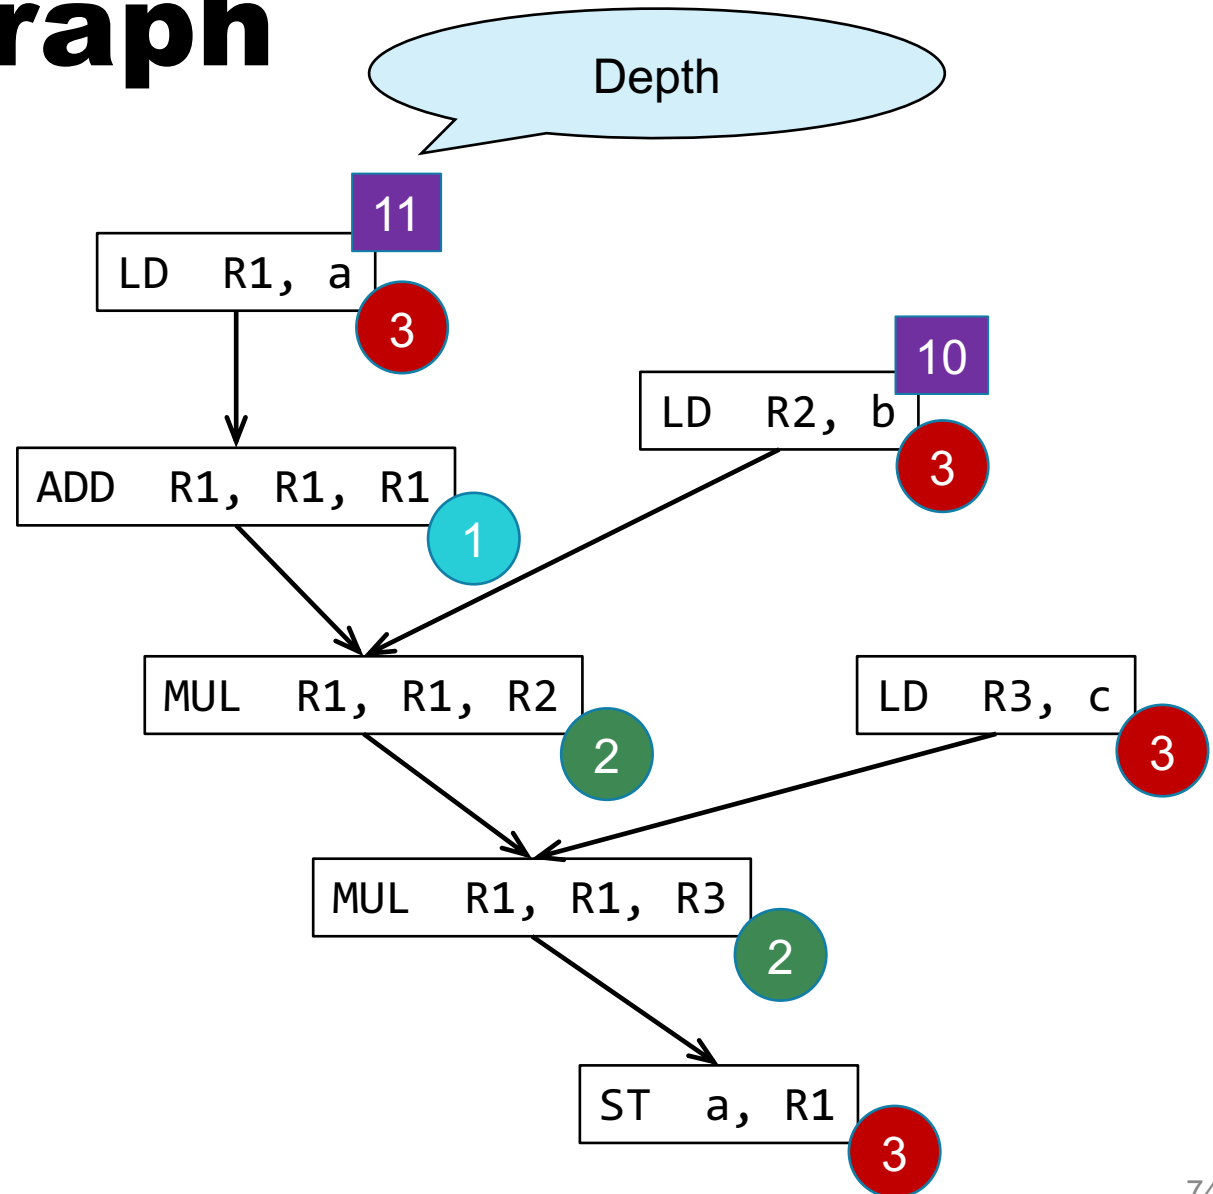 raph
Depth
11
LD R1, a
3
10
LD R2, b
3
ADD R1, R1, R1
1
MUL R1, R1, R2
2
LD R3, c
3
MUL R1, R1, R3
2
ST a, R1
3